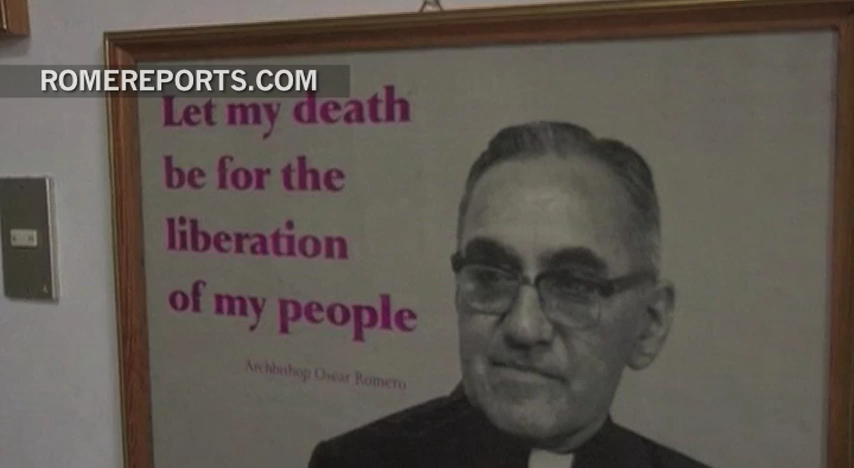 ROMEREPORTS.COM
Let my death
be for the
liberation
of my people
Archbishop Oscar Romero